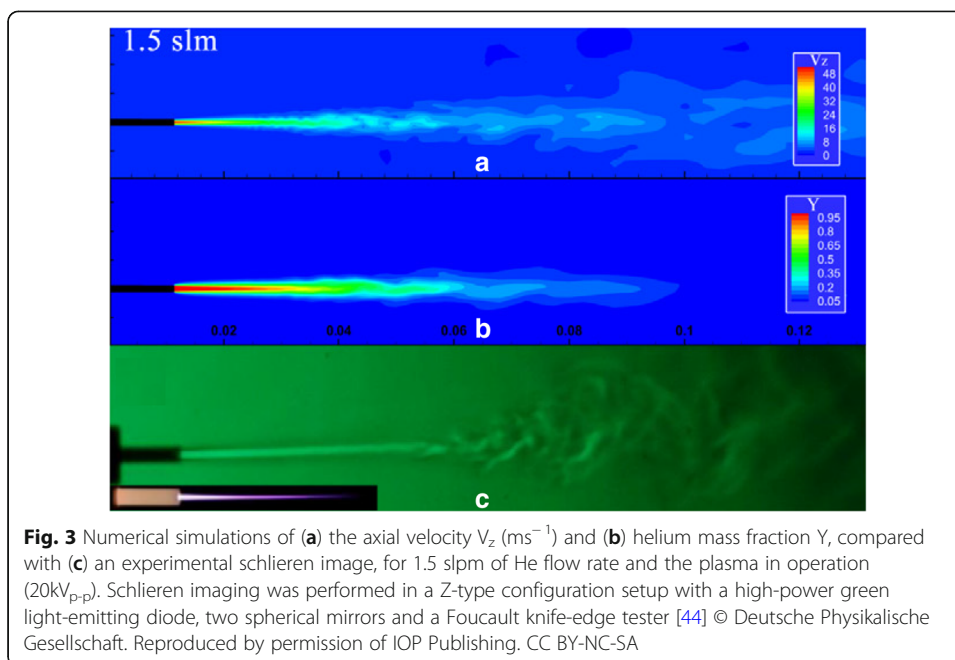 1.5 slm
Vz
48
40
32
24
16
8
0
a
Y
0.95
0.8
0.65
0.5
0.35
0.2
0.05
b
0.02 0.04 0.06 0.08 0.1 0.12
c
Fig. 3 Numerical simulations of (a) the axial velocity Vz (ms−1) and (b) helium mass fraction Y, compared
with (c) an experimental schlieren image, for 1.5 slpm of He flow rate and the plasma in operation
(20kVp-p). Schlieren imaging was performed in a Z-type configuration setup with a high-power green
light-emitting diode, two spherical mirrors and a Foucault knife-edge tester [44] © Deutsche Physikalische
Gesellschaft. Reproduced by permission of IOP Publishing. CC BY-NC-SA